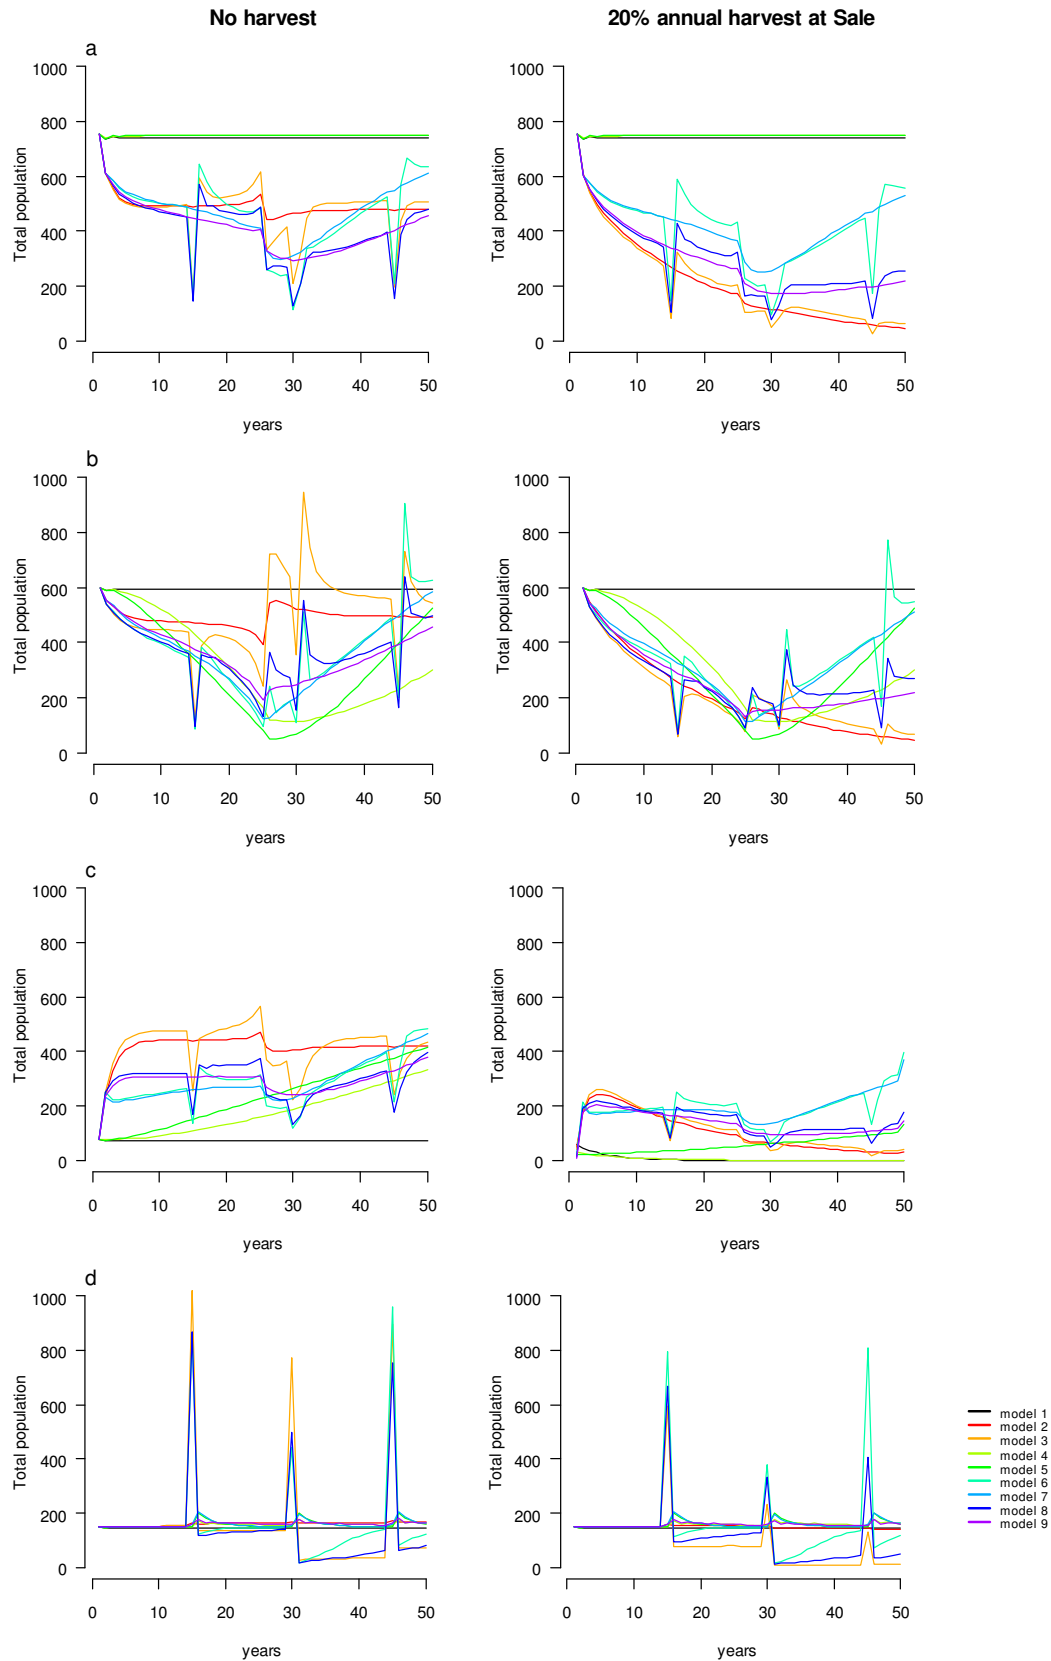 No harvest
20% annual harvest at Sale
a
1000
800
600
400
200
0
Total population
0 10 20 30 40 50
years
1000
800
600
400
200
0
Total population
0 10 20 30 40 50
years
b
1000
800
600
400
200
0
Total population
0 10 20 30 40 50
years
1000
800
600
400
200
0
Total population
0 10 20 30 40 50
years
c
1000
800
600
400
200
0
Total population
0 10 20 30 40 50
years
1000
800
600
400
200
0
Total population
0 10 20 30 40 50
years
d
1000
800
600
400
200
0
Total population
0 10 20 30 40 50
years
1000
800
600
400
200
0
Total population
0 10 20 30 40 50
years
model 1
model 2
model 3
model 4
model 5
model 6
model 7
model 8
model 9